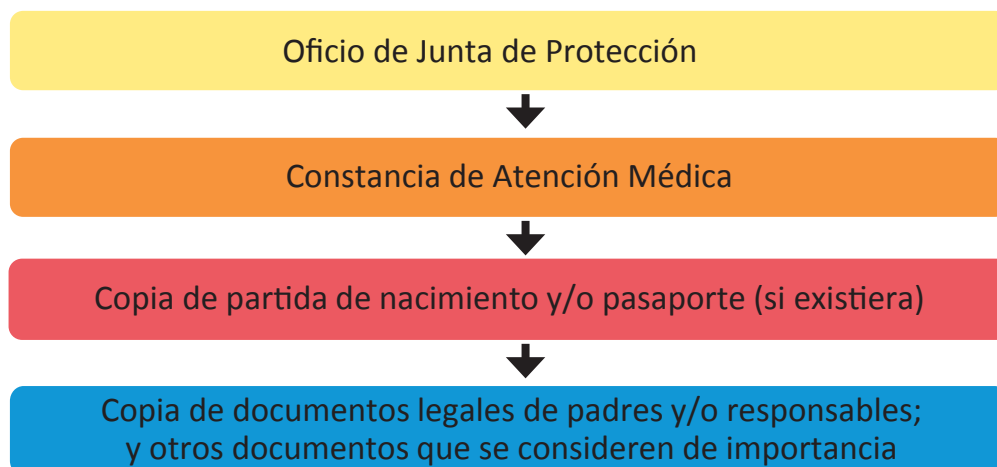 Oficio de Junta de Protección
Constancia de Atención Médica
Copia de partida de nacimiento y/o pasaporte (si existiera)
Copia de documentos legales de padres y/o responsables;
y otros documentos que se consideren de importancia